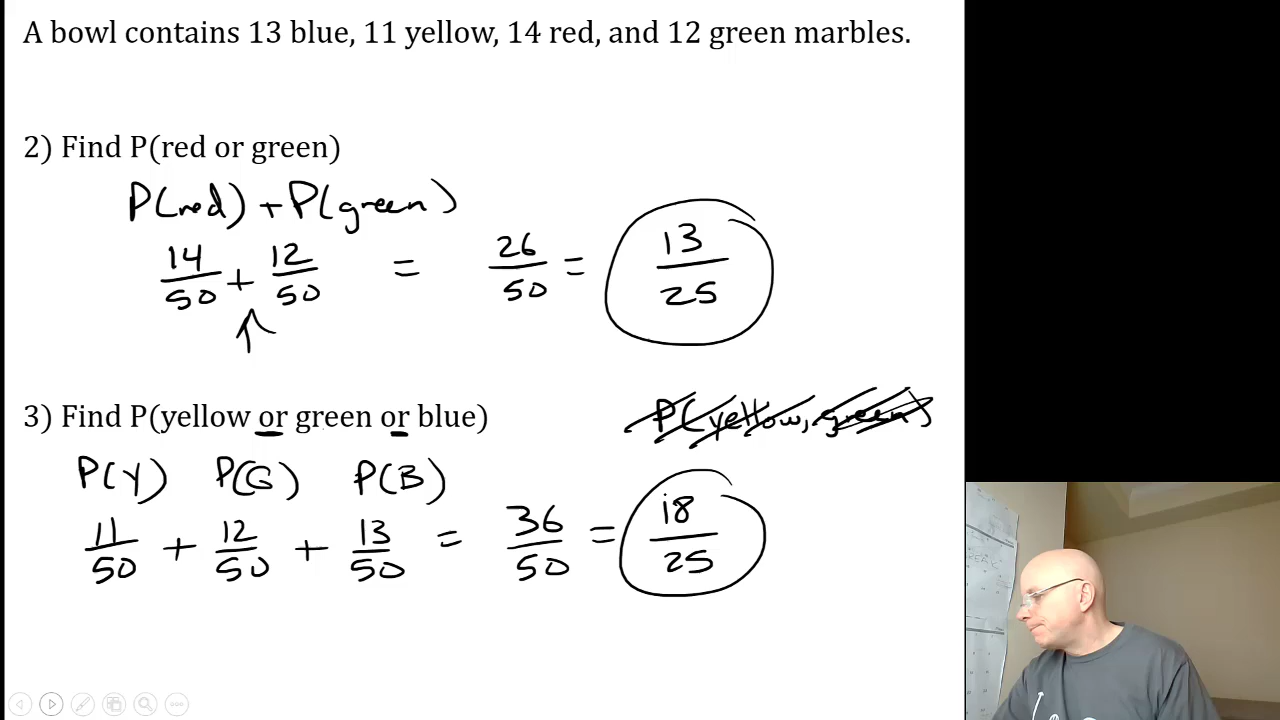 A bowl contains 13 blue, 11 yellow, 14 red, and 12 green marbles.
2) Find P(red or green)
P(red) + P(green)
14/50 + 12/50 = 26/50 = 13/25
3) Find P(yellow or green or blue)
P(yellow, green)
P(Y) P(G) P(B)
11/50 + 12/50 + 13/50 = 36/50 = 18/25